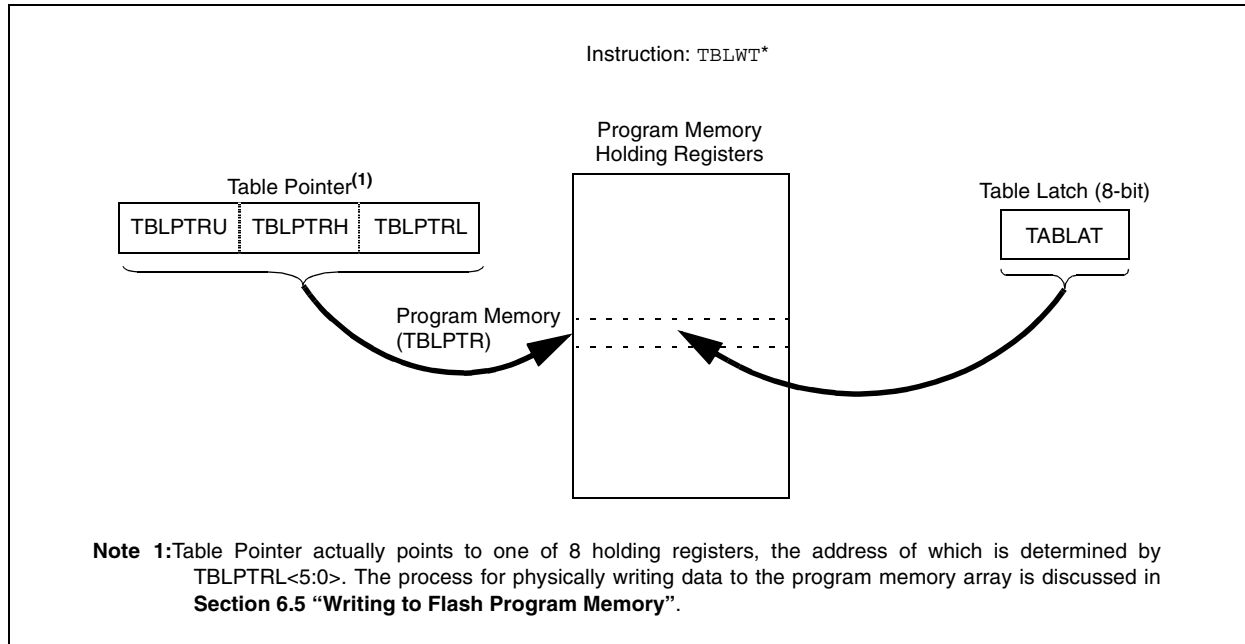 Instruction: TBLWT*
Program Memory
Holding Registers
Table Pointer(1)
Table Latch (8-bit)
TBLPTRU TBLPTRH TBLPTRL
TABLAT
Program Memory
(TBLPTR)
Note 1:Table Pointer actually points to one of 8 holding registers, the address of which is determined by
TBLPTRL<5:0>. The process for physically writing data to the program memory array is discussed in
Section 6.5 “Writing to Flash Program Memory”.